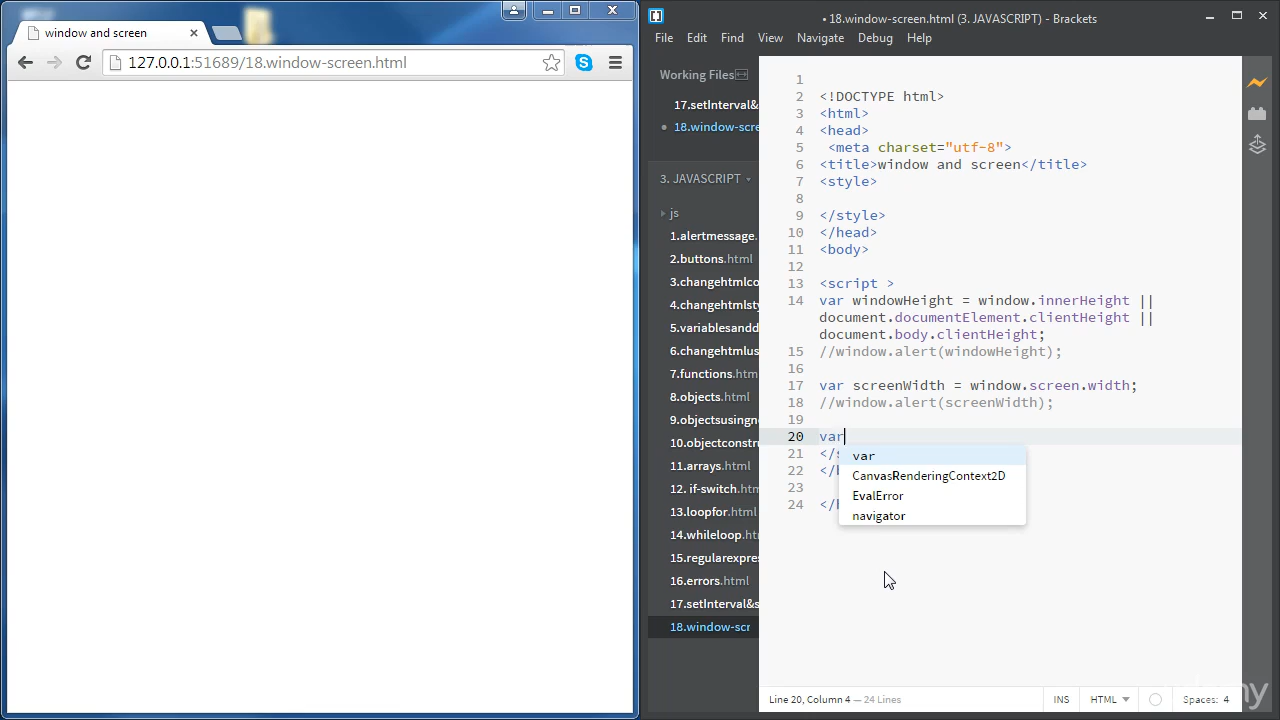 window and screen
127.0.0.1:51689/18.window-screen.html
• 18.window-screen.html (3. JAVASCRIPT) - Brackets
File Edit Find View Navigate Debug Help
Working Files
17.setInterval&
18.window-scre
3. JAVASCRIPT
js
1.alertmessage.
2.buttons.html
3.changehtmlco
4.changehtmlsty
5.variablesandd
6.changehtmlus
7.functions.htm
8.objects.html
9.objectsusingne
10.objectconstru
11.arrays.html
12. if-switch.htm
13.loopfor.html
14.whileloop.htm
15.regularexpre
16.errors.html
17.setInterval&s
18.window-scr
1
2 <!DOCTYPE html>
3 <html>
4 <head>
5 <meta charset="utf-8">
6 <title>window and screen</title>
7 <style>
8
9 </style>
10 </head>
11 <body>
12
13 <script >
14 var windowHeight = window.innerHeight ||
document.documentElement.clientHeight ||
document.body.clientHeight;
15 //window.alert(windowHeight);
16
17 var screenWidth = window.screen.width;
18 //window.alert(screenWidth);
19
20 var
21 </s
22 </b
23
24 </h
var
CanvasRenderingContext2D
EvalError
navigator
Line 20, Column 4 — 24 Lines
INS HTML Spaces: 4